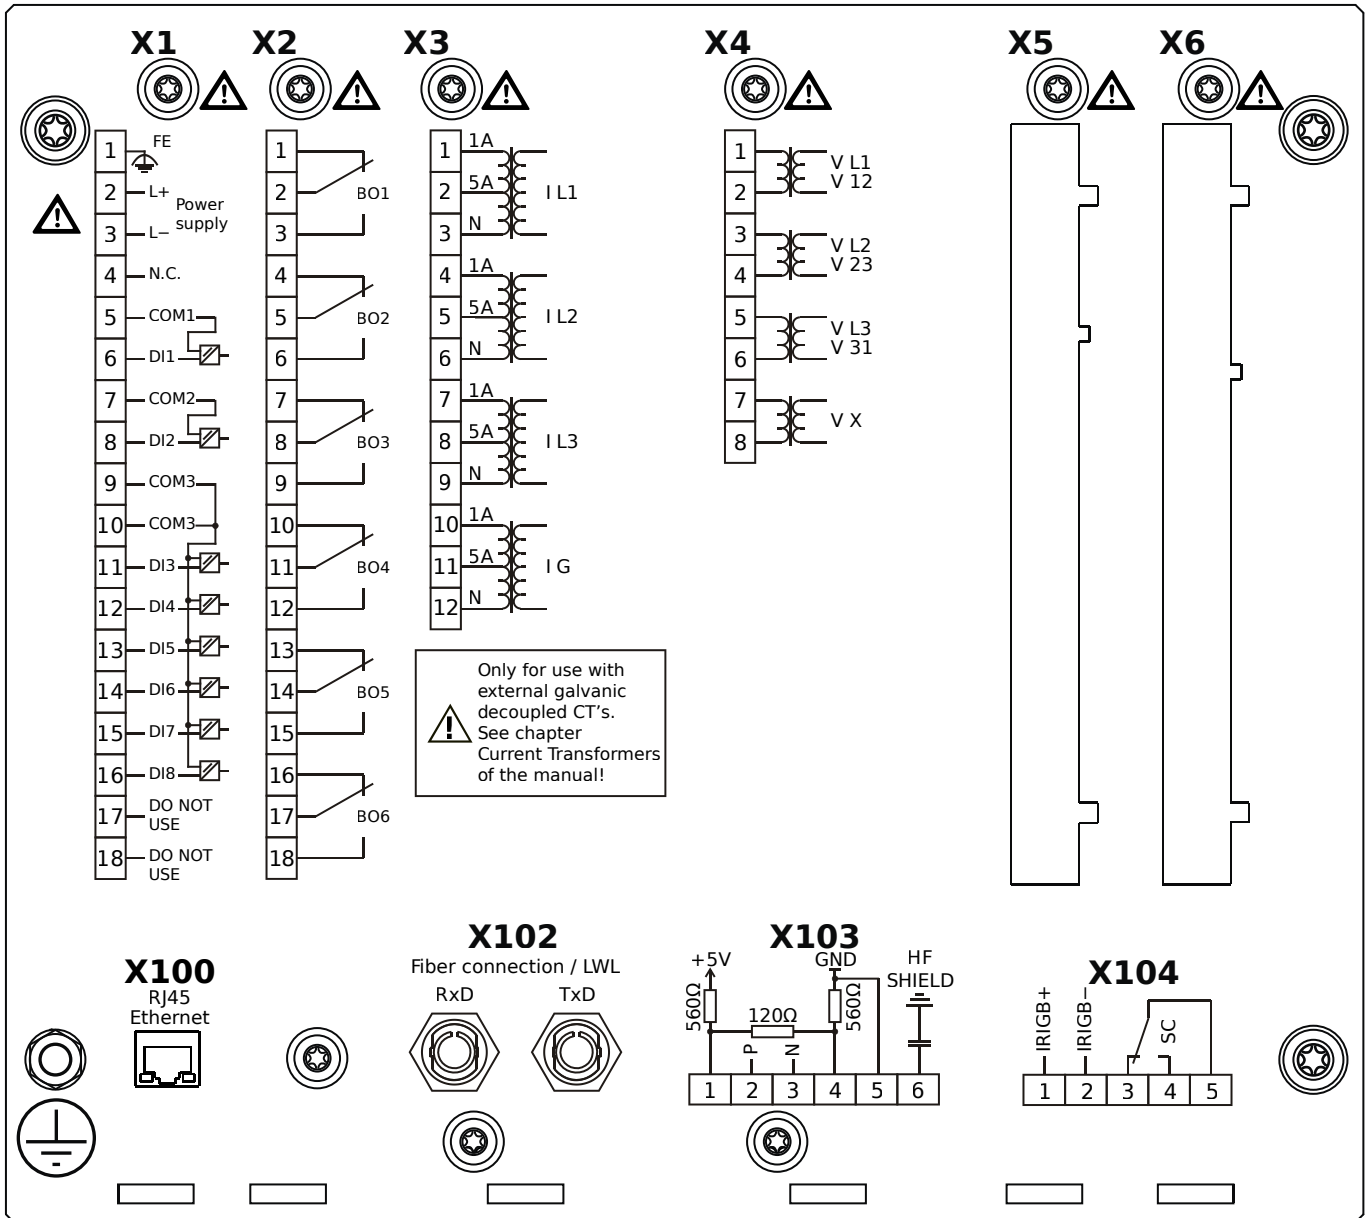 X1
X2
X3
X4
X5
X6
1 FE
2 L+
Power
supply
3 L−
4 N.C.
5 COM1
6 DI1
7 COM2
8 DI2
9 COM3
10 COM3
11 DI3
12 DI4
13 DI5
14 DI6
15 DI7
16 DI8
17 DO NOT
USE
18 DO NOT
USE
1
2 BO1
3
4
5 BO2
6
7
8 BO3
9
10
11 BO4
12
13
14 BO5
15
16
17 BO6
18
1 1A
2 5A I L1
3 N
4 1A
5 5A I L2
6 N
7 1A
8 5A I L3
9 N
10 1A
11 5A I G
12 N
Only for use with
external galvanic
decoupled CT's.
See chapter
Current Transformers
of the manual!
1 V L1
2 V 12
3 V L2
4 V 23
5 V L3
6 V 31
7 V X
8
X100
RJ45
Ethernet
X102
Fiber connection / LWL
RxD
TxD
X103
+5V
GND
HF
SHIELD
560Ω
120Ω
560Ω
P
N
1 2 3 4 5 6
X104
IRIGB+
IRIGB−
SC
1 2 3 4 5